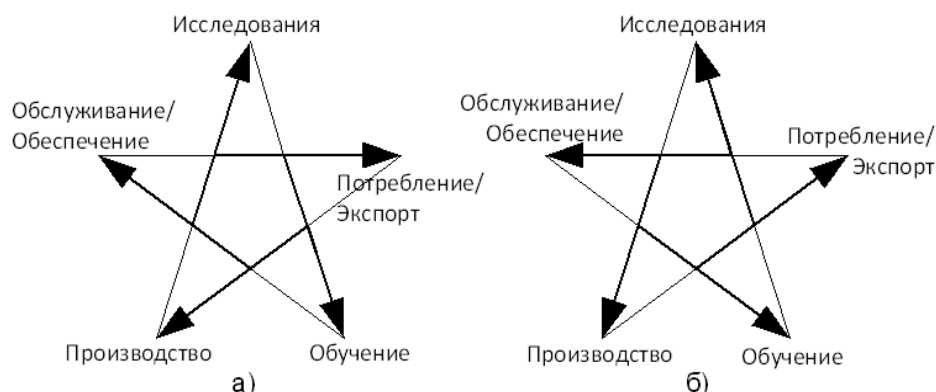 Исследования
Обслуживание/
Обеспечение
Потребление/
Экспорт
Производство
Обучение
а)
Исследования
Обслуживание/
Обеспечение
Потребление/
Экспорт
Производство
Обучение
б)